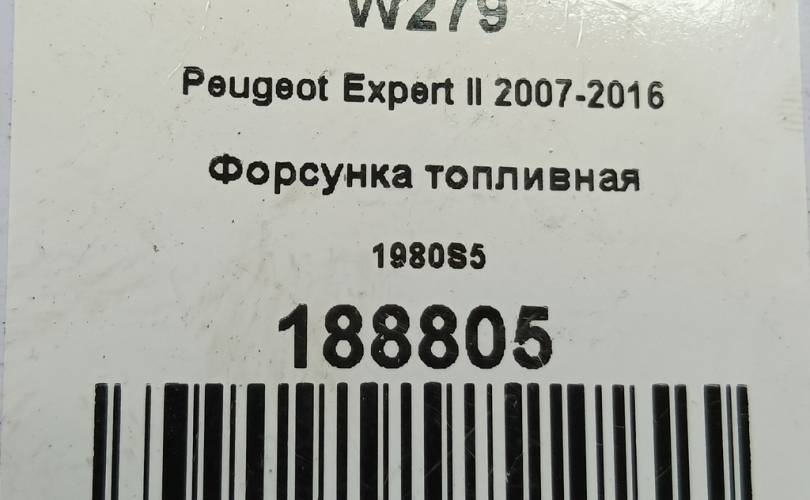 W279
Peugeot Expert II 2007-2016
Форсунка топливная
1980S5
188805